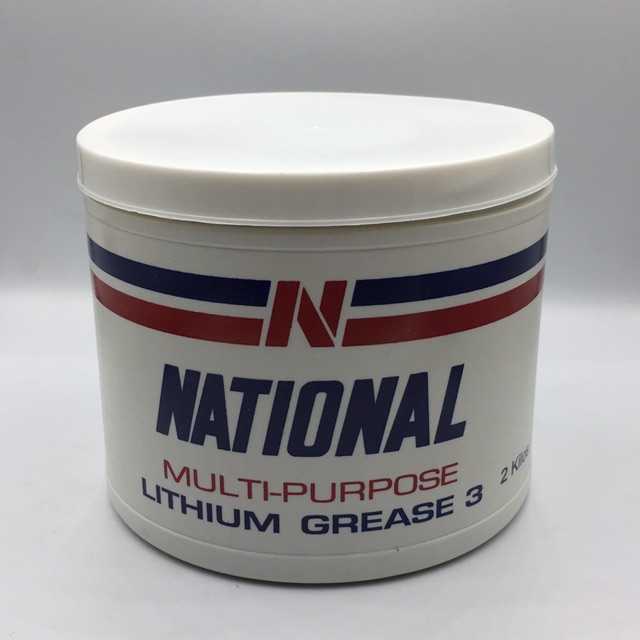 N
NATIONAL
MULTI-PURPOSE
LITHIUM GREASE 3
2 Kilos